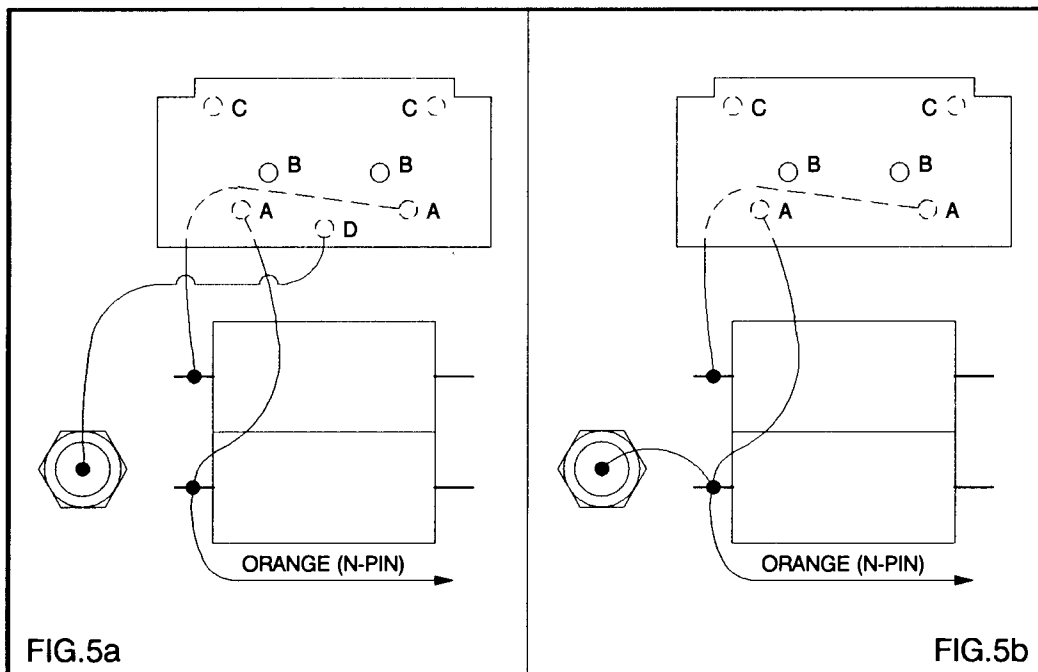 C C
B B
A A
D
ORANGE (N-PIN)
FIG.5a
C C
B B
A A
ORANGE (N-PIN)
FIG.5b